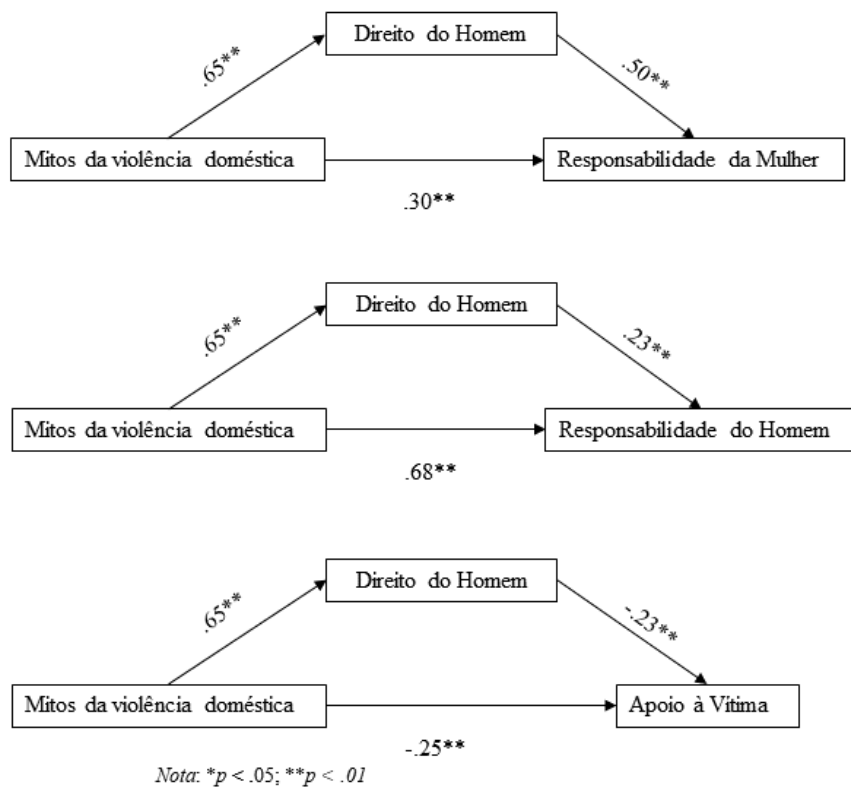 Direito do Homem
.65**
.50**
Mitos da violência doméstica
Responsabilidade da Mulher
.30**
Direito do Homem
.65**
.23**
Mitos da violência doméstica
Responsabilidade do Homem
.68**
Direito do Homem
.65**
-.23**
Mitos da violência doméstica
Apoio à Vítima
-.25**
Nota: *p < .05; **p < .01